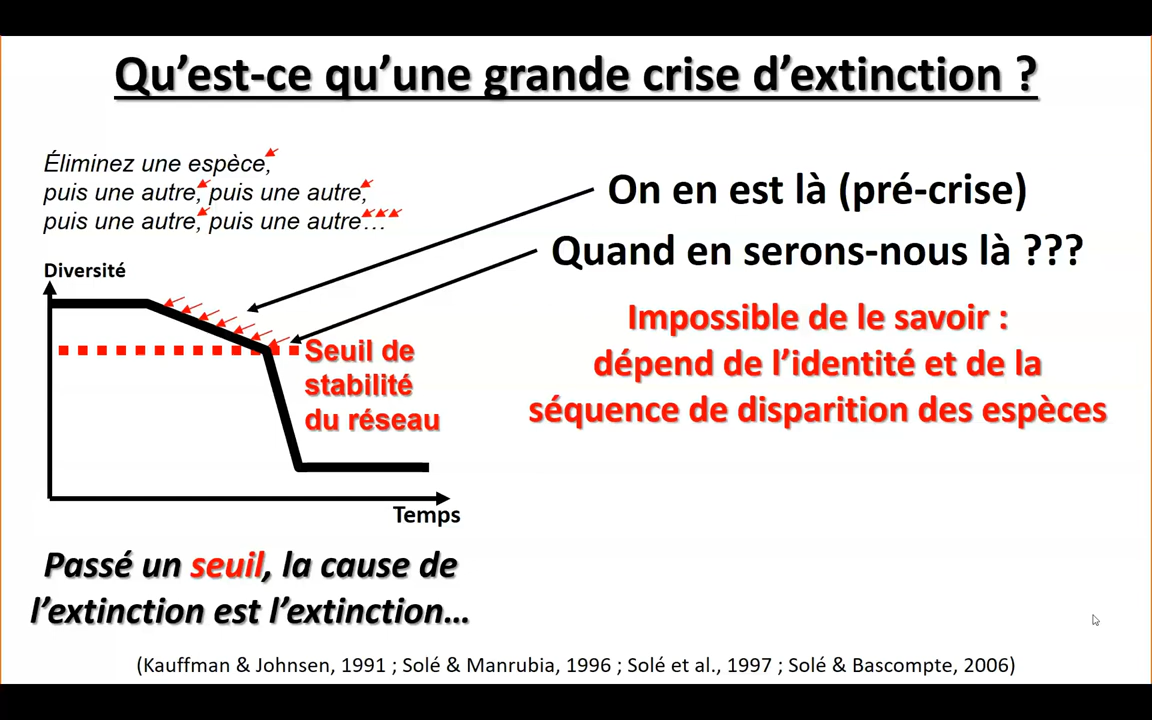 Qu’est-ce qu’une grande crise d’extinction ?
Éliminez une espèce,
puis une autre, puis une autre,
puis une autre, puis une autre…
On en est là (pré-crise)
Quand en serons-nous là ???
Diversité
Impossible de le savoir :
dépend de l’identité et de la
séquence de disparition des espèces
Seuil de
stabilité
du réseau
Temps
Passé un seuil, la cause de
l’extinction est l’extinction…
(Kauffman & Johnsen, 1991 ; Solé & Manrubia, 1996 ; Solé et al., 1997 ; Solé & Bascompte, 2006)